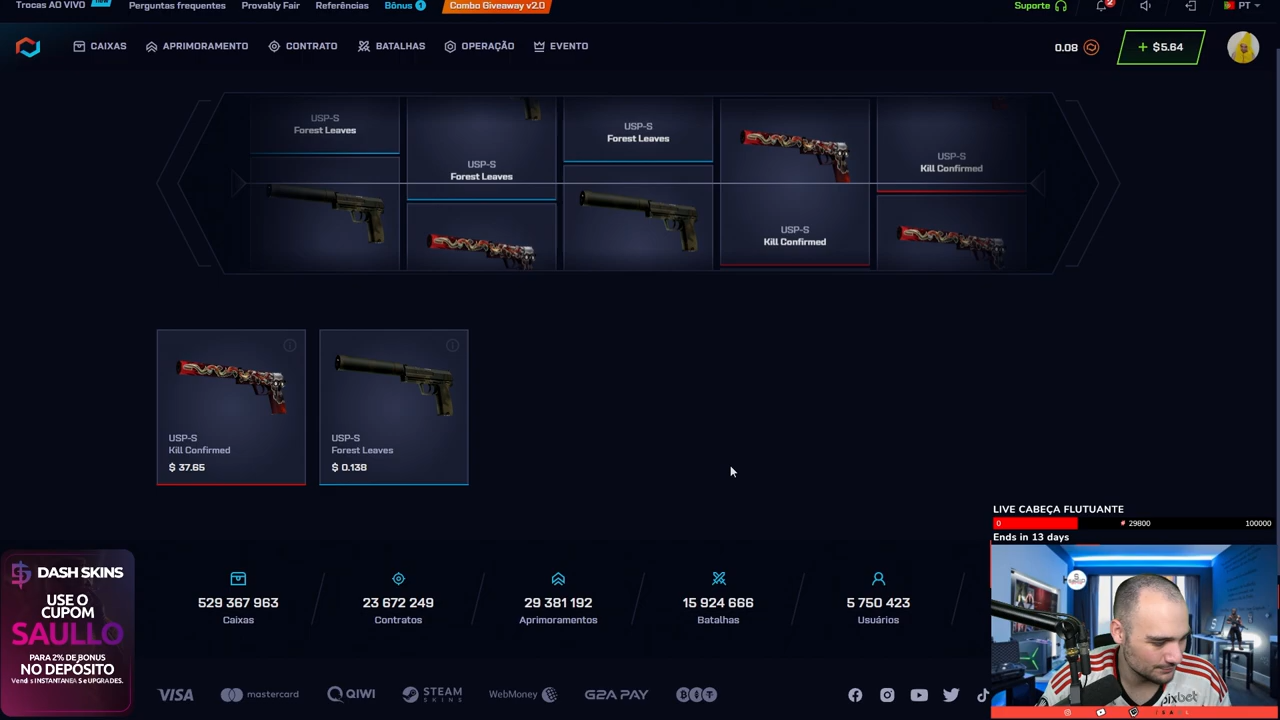 Trocas AO VIVO
Perguntas frequentes
Provably Fair
Referências
Bônus 1
Combo Giveaway v2.0
Suporte
2
PT
CAIXAS
APRIMORAMENTO
CONTRATO
BATALHAS
OPERAÇÃO
EVENTO
0.08
+ $5.64
USP-S
Forest Leaves
USP-S
Forest Leaves
USP-S
Forest Leaves
USP-S
Kill Confirmed
USP-S
Kill Confirmed
USP-S
Kill Confirmed
$ 37.65
USP-S
Forest Leaves
$ 0.138
LIVE CABEÇA FLUTUANTE
0
29800
100000
Ends in 13 days
DASH SKINS
USE O
CUPOM
SAULLO
PARA 2% DE BONUS
NO DEPÓSITO
529 367 963
Caixas
23 672 249
Contratos
29 381 192
Aprimoramentos
15 924 666
Batalhas
5 750 423
Usuários
VISA
mastercard
QIWI
STEAM
SKINS
WebMoney
G2A PAY
pixbet